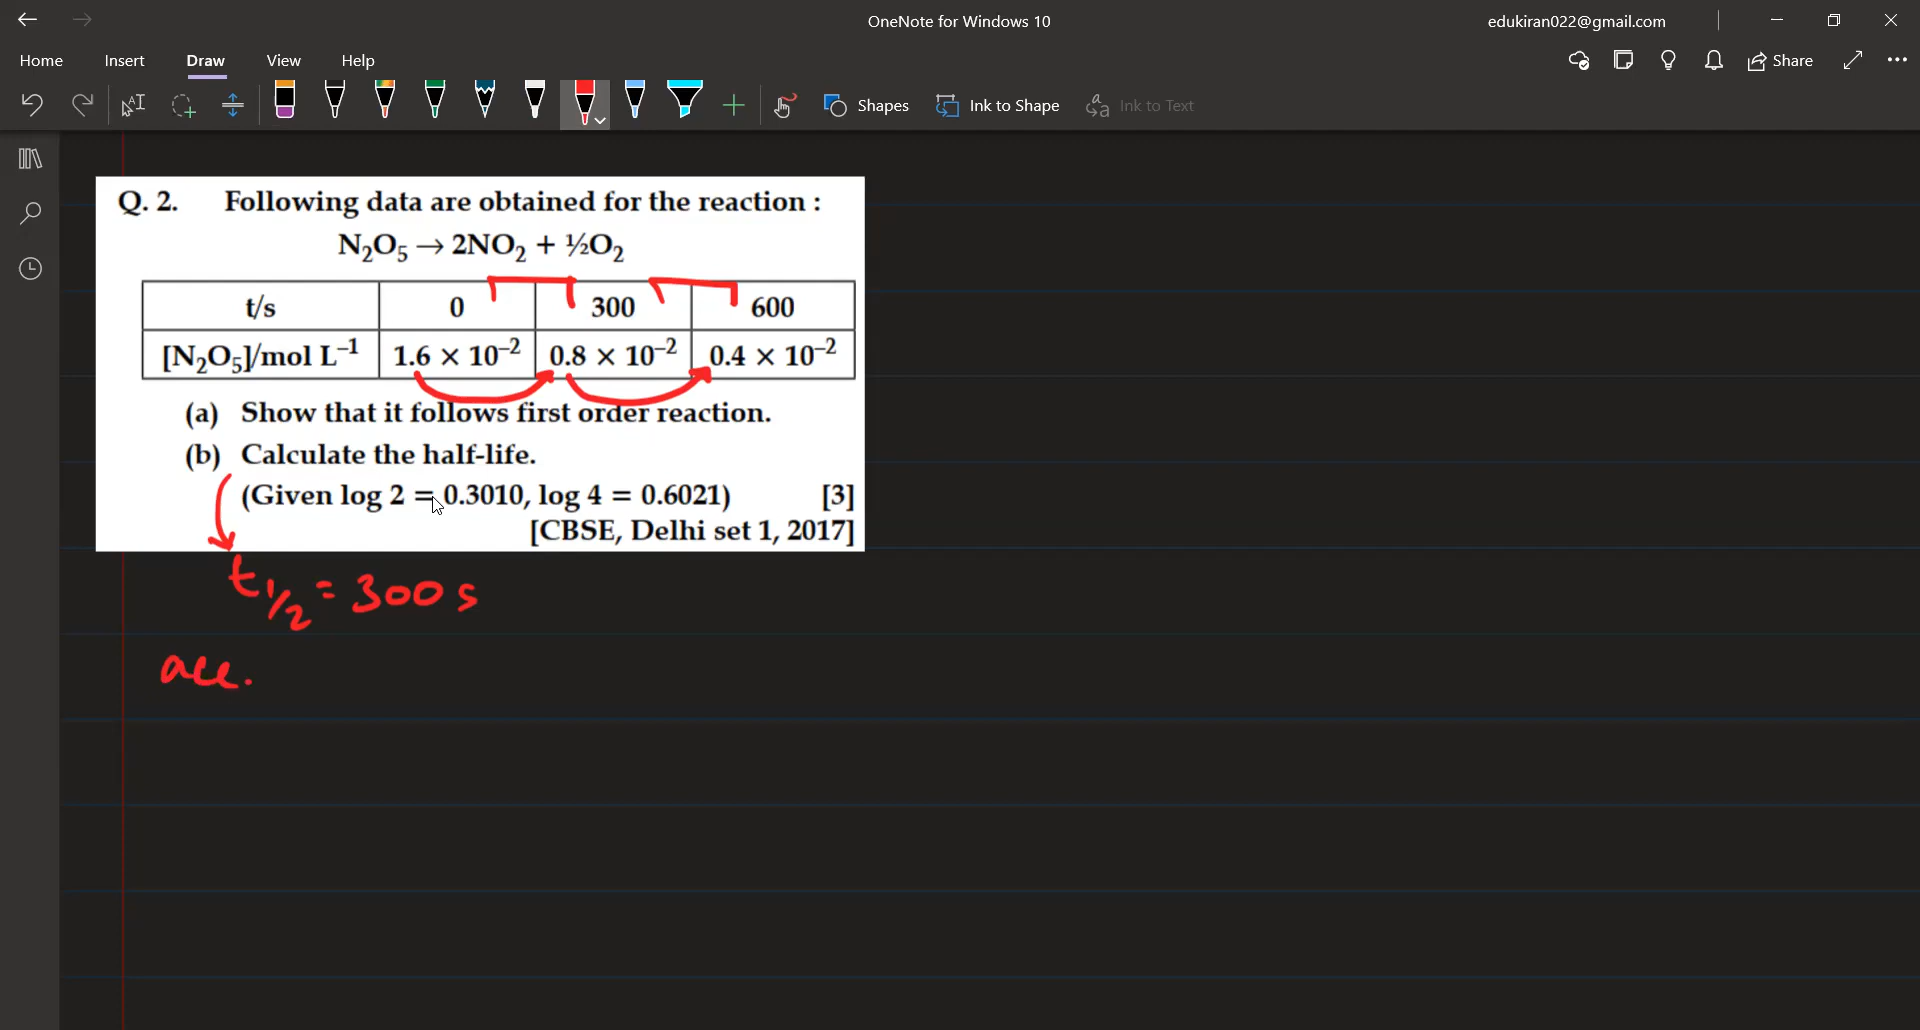 OneNote for Windows 10
edukiran022@gmail.com
Home Insert Draw View Help
Share
Shapes Ink to Shape Ink to Text
Q. 2. Following data are obtained for the reaction :
N₂O₅ → 2NO₂ + ½O₂
t/s 0 300 600
[N₂O₅]/mol L⁻¹ 1.6 × 10⁻² 0.8 × 10⁻² 0.4 × 10⁻²
(a) Show that it follows first order reaction.
(b) Calculate the half-life.
(Given log 2 = 0.3010, log 4 = 0.6021) [3]
[CBSE, Delhi set 1, 2017]
t1/2 = 300 s
acc.